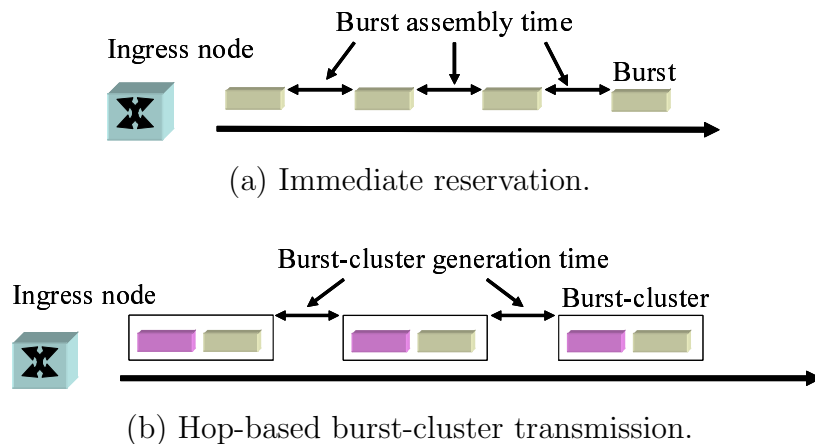 Burst assembly time
Ingress node
Burst
(a) Immediate reservation.
Burst-cluster generation time
Ingress node
Burst-cluster
(b) Hop-based burst-cluster transmission.